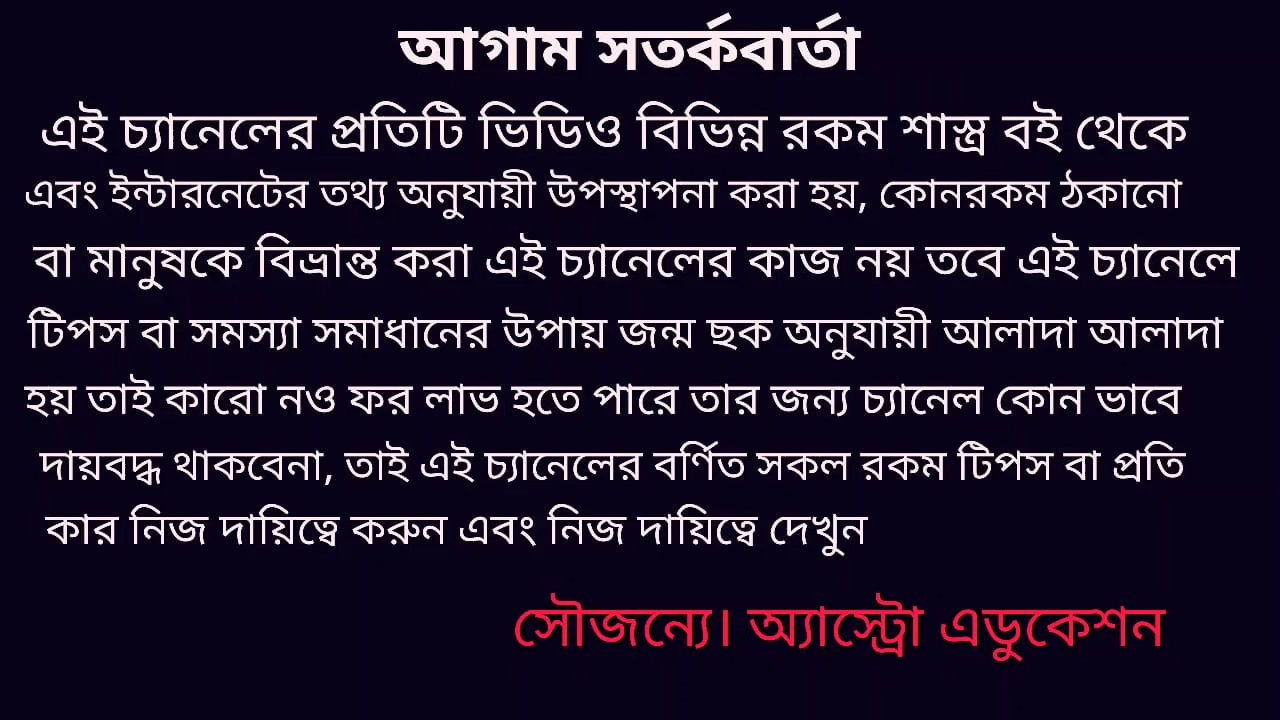 আগাম সতর্কবার্তা
এই চ্যানেলের প্রতিটি ভিডিও বিভিন্ন রকম শাস্ত্র বই থেকে
এবং ইন্টারনেটের তথ্য অনুযায়ী উপস্থাপনা করা হয়, কোনরকম ঠকানো
বা মানুষকে বিভ্রান্ত করা এই চ্যানেলের কাজ নয় তবে এই চ্যানেলে
টিপস বা সমস্যা সমাধানের উপায় জন্ম ছক অনুযায়ী আলাদা আলাদা
হয় তাই কারো নও ফর লাভ হতে পারে তার জন্য চ্যানেল কোন ভাবে
দায়বদ্ধ থাকবেনা, তাই এই চ্যানেলের বর্ণিত সকল রকম টিপস বা প্রতি
কার নিজ দায়িত্বে করুন এবং নিজ দায়িত্বে দেখুন
সৌজন্যে। অ্যাস্ট্রো এডুকেশন